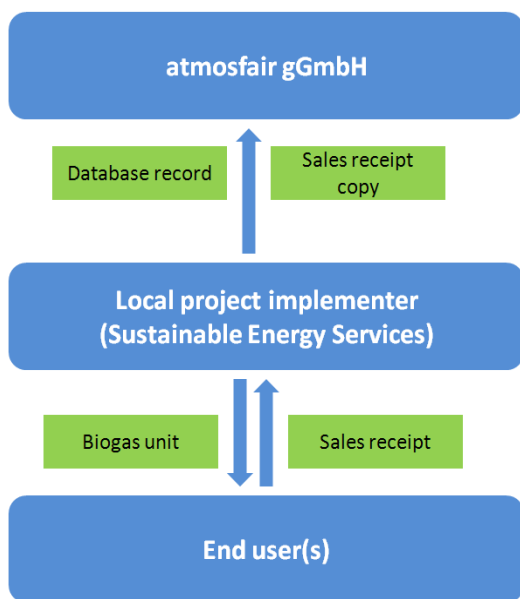 atmosfair gGmbH
Database record
Sales receipt
copy
Local project implementer
(Sustainable Energy Services)
Biogas unit
Sales receipt
End user(s)